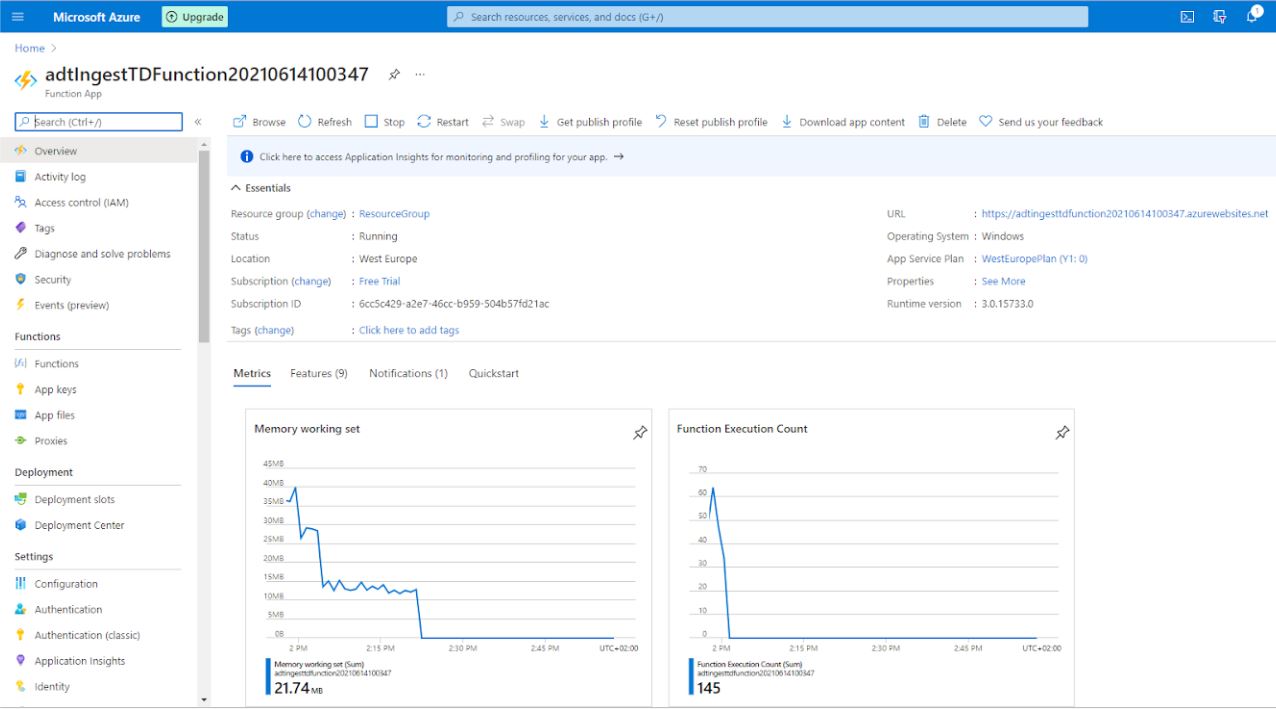 Microsoft Azure
Upgrade
Search resources, services, and docs (G+/)
1
Home
adtIngestTDFunction20210614100347
Function App
Search (Ctrl+/)
«
Browse Refresh Stop Restart Swap Get publish profile Reset publish profile Download app content Delete Send us your feedback
Overview
Activity log
Access control (IAM)
Tags
Diagnose and solve problems
Security
Events (preview)
Functions
Functions
App keys
App files
Proxies
Deployment
Deployment slots
Deployment Center
Settings
Configuration
Authentication
Authentication (classic)
Application Insights
Identity
Click here to access Application Insights for monitoring and profiling for your app. →
Essentials
Resource group (change) : ResourceGroup
Status : Running
Location : West Europe
Subscription (change) : Free Trial
Subscription ID : 6cc5c429-a2e7-46cc-b959-504b57fd21ac
Tags (change) : Click here to add tags
URL : https://adtingesttdfunction20210614100347.azurewebsites.net
Operating System : Windows
App Service Plan : WestEuropePlan (Y1: 0)
Properties : See More
Runtime version : 3.0.15733.0
Metrics Features (9) Notifications (1) Quickstart
Memory working set
45MB
40MB
35MB
30MB
25MB
20MB
15MB
10MB
5MB
0B
2 PM 2:15 PM 2:30 PM 2:45 PM UTC+02:00
Memory working set (Sum)
adtingesttdfunction20210614100347
21.74 MB
Function Execution Count
70
60
50
40
30
20
10
0
2 PM 2:15 PM 2:30 PM 2:45 PM UTC+02:00
Function Execution Count (Sum)
adtingesttdfunction20210614100347
145